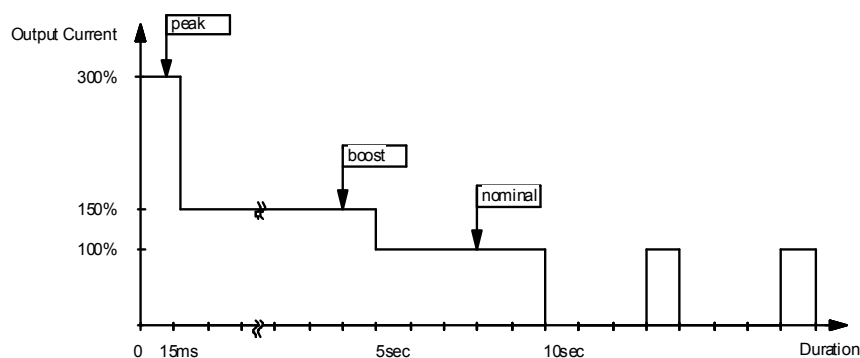 peak
Output Current
300%
boost
nominal
150%
100%
0 15ms 5sec 10sec Duration